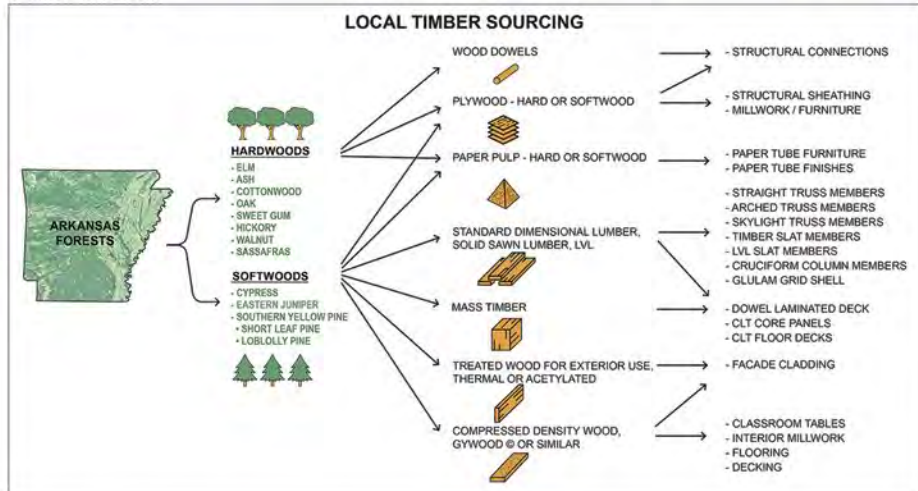 LOCAL TIMBER SOURCING
ARKANSAS
FORESTS
HARDWOODS
- ELM
- ASH
- COTTONWOOD
- OAK
- SWEET GUM
- HICKORY
- WALNUT
- SASSAFRAS
SOFTWOODS
- CYPRESS
- EASTERN JUNIPER
- SOUTHERN YELLOW PINE
• SHORT LEAF PINE
• LOBLOLLY PINE
WOOD DOWELS
PLYWOOD - HARD OR SOFTWOOD
PAPER PULP - HARD OR SOFTWOOD
STANDARD DIMENSIONAL LUMBER,
SOLID SAWN LUMBER, LVL
MASS TIMBER
TREATED WOOD FOR EXTERIOR USE,
THERMAL OR ACETYLATED
COMPRESSED DENSITY WOOD,
GYWOOD © OR SIMILAR
- STRUCTURAL CONNECTIONS
- STRUCTURAL SHEATHING
- MILLWORK / FURNITURE
- PAPER TUBE FURNITURE
- PAPER TUBE FINISHES
- STRAIGHT TRUSS MEMBERS
- ARCHED TRUSS MEMBERS
- SKYLIGHT TRUSS MEMBERS
- TIMBER SLAT MEMBERS
- LVL SLAT MEMBERS
- CRUCIFORM COLUMN MEMBERS
- GLULAM GRID SHELL
- DOWEL LAMINATED DECK
- CLT CORE PANELS
- CLT FLOOR DECKS
- FACADE CLADDING
- CLASSROOM TABLES
- INTERIOR MILLWORK
- FLOORING
- DECKING